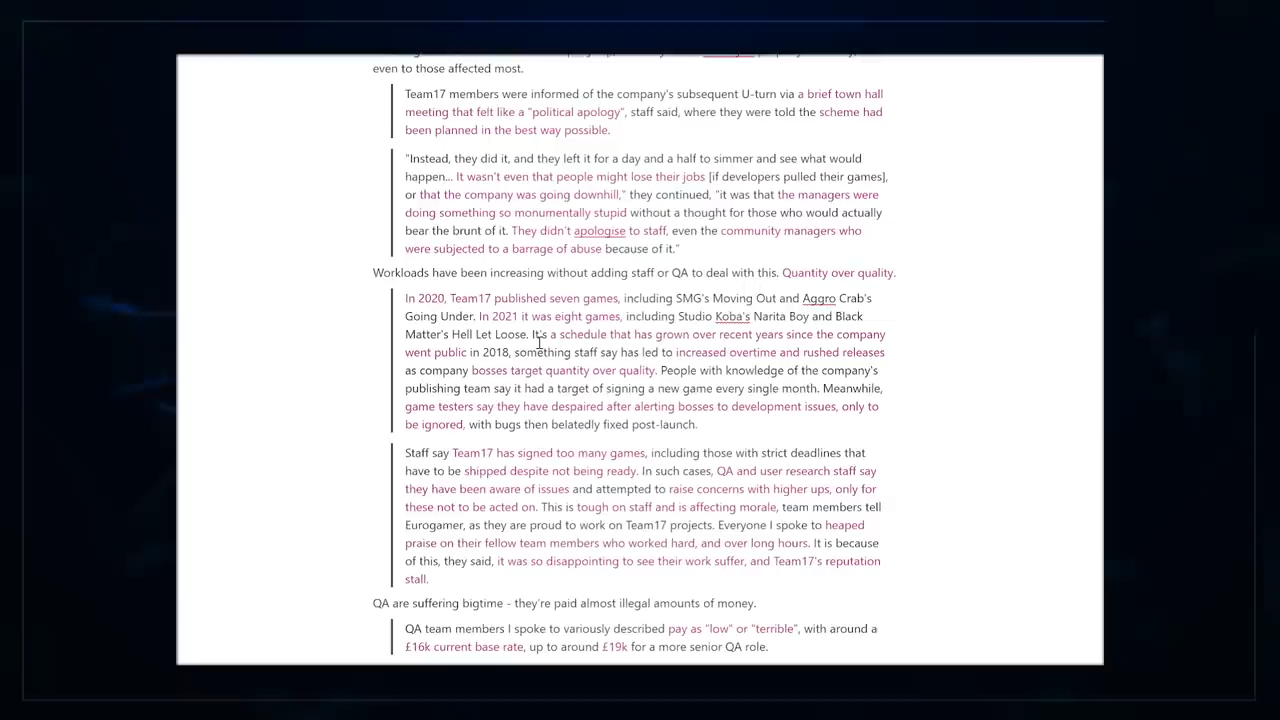 even to those affected most.
Team17 members were informed of the company's subsequent U-turn via a brief town hall
meeting that felt like a "political apology", staff said, where they were told the scheme had
been planned in the best way possible.
"Instead, they did it, and they left it for a day and a half to simmer and see what would
happen... It wasn't even that people might lose their jobs [if developers pulled their games],
or that the company was going downhill," they continued, "it was that the managers were
doing something so monumentally stupid without a thought for those who would actually
bear the brunt of it. They didn't apologise to staff, even the community managers who
were subjected to a barrage of abuse because of it."
Workloads have been increasing without adding staff or QA to deal with this. Quantity over quality.
In 2020, Team17 published seven games, including SMG's Moving Out and Aggro Crab's
Going Under. In 2021 it was eight games, including Studio Koba's Narita Boy and Black
Matter's Hell Let Loose. It's a schedule that has grown over recent years since the company
went public in 2018, something staff say has led to increased overtime and rushed releases
as company bosses target quantity over quality. People with knowledge of the company's
publishing team say it had a target of signing a new game every single month. Meanwhile,
game testers say they have despaired after alerting bosses to development issues, only to
be ignored, with bugs then belatedly fixed post-launch.
Staff say Team17 has signed too many games, including those with strict deadlines that
have to be shipped despite not being ready. In such cases, QA and user research staff say
they have been aware of issues and attempted to raise concerns with higher ups, only for
these not to be acted on. This is tough on staff and is affecting morale, team members tell
Eurogamer, as they are proud to work on Team17 projects. Everyone I spoke to heaped
praise on their fellow team members who worked hard, and over long hours. It is because
of this, they said, it was so disappointing to see their work suffer, and Team17's reputation
stall.
QA are suffering bigtime - they're paid almost illegal amounts of money.
QA team members I spoke to variously described pay as "low" or "terrible", with around a
£16k current base rate, up to around £19k for a more senior QA role.